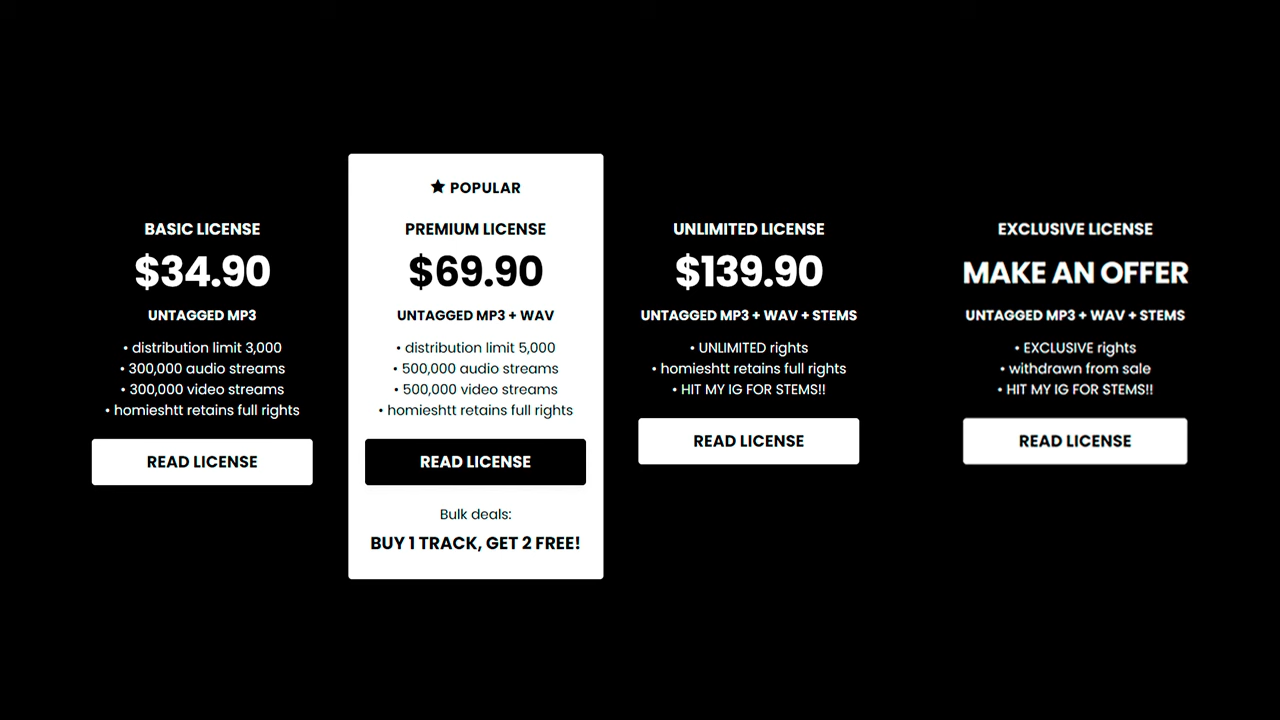 BASIC LICENSE
$34.90
UNTAGGED MP3
• distribution limit 3,000
• 300,000 audio streams
• 300,000 video streams
• homieshtt retains full rights
READ LICENSE
★ POPULAR
PREMIUM LICENSE
$69.90
UNTAGGED MP3 + WAV
• distribution limit 5,000
• 500,000 audio streams
• 500,000 video streams
• homieshtt retains full rights
READ LICENSE
Bulk deals:
BUY 1 TRACK, GET 2 FREE!
UNLIMITED LICENSE
$139.90
UNTAGGED MP3 + WAV + STEMS
• UNLIMITED rights
• homieshtt retains full rights
• HIT MY IG FOR STEMS!!
READ LICENSE
EXCLUSIVE LICENSE
MAKE AN OFFER
UNTAGGED MP3 + WAV + STEMS
• EXCLUSIVE rights
• withdrawn from sale
• HIT MY IG FOR STEMS!!
READ LICENSE